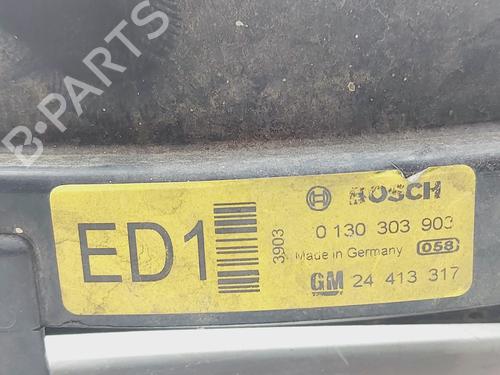 B-PARTS
ED1
3903
BOSCH
0 130 303 903
Made in Germany 058
GM 24 413 317